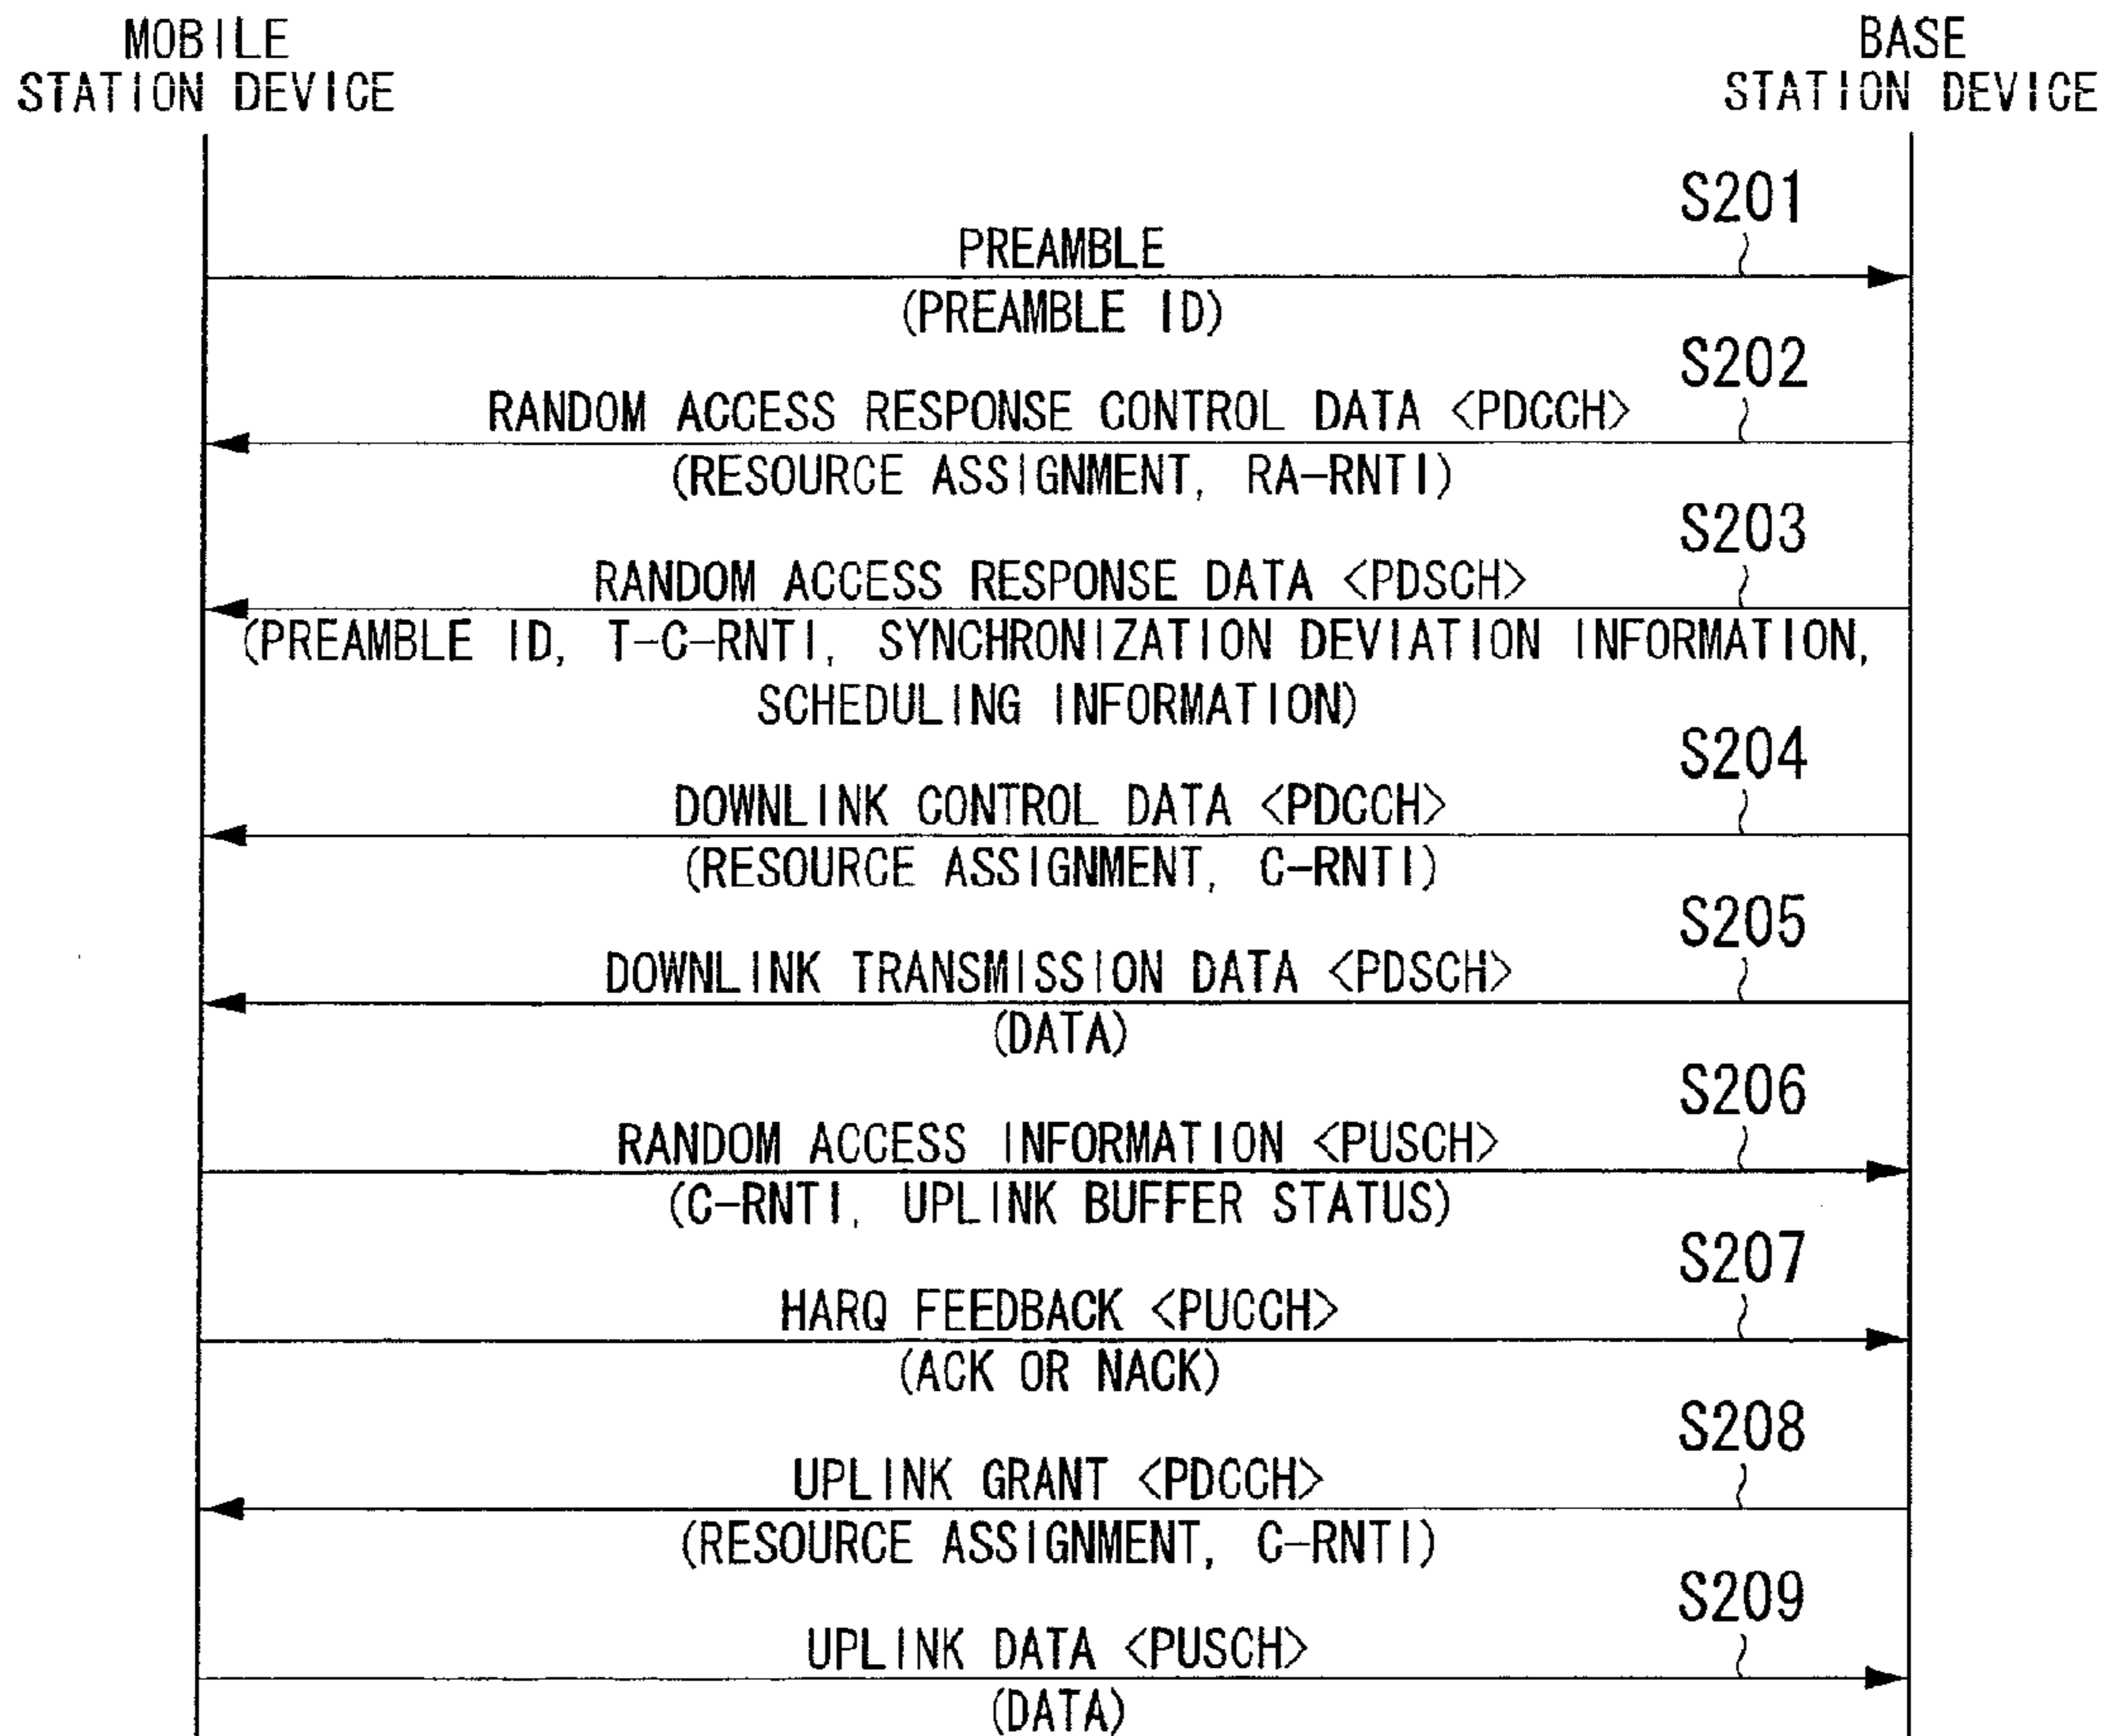 MOBILE
STATION DEVICE
BASE
STATION DEVICE
S201
PREAMBLE
(PREAMBLE ID)
S202
RANDOM ACCESS RESPONSE CONTROL DATA <PDCCH>
(RESOURCE ASSIGNMENT, RA-RNTI)
S203
RANDOM ACCESS RESPONSE DATA <PDSCH>
(PREAMBLE ID, T-C-RNTI, SYNCHRONIZATION DEVIATION INFORMATION,
SCHEDULING INFORMATION)
S204
DOWNLINK CONTROL DATA <PDCCH>
(RESOURCE ASSIGNMENT, C-RNTI)
S205
DOWNLINK TRANSMISSION DATA <PDSCH>
(DATA)
S206
RANDOM ACCESS INFORMATION <PUSCH>
(C-RNTI, UPLINK BUFFER STATUS)
S207
HARQ FEEDBACK <PUCCH>
(ACK OR NACK)
S208
UPLINK GRANT <PDCCH>
(RESOURCE ASSIGNMENT, C-RNTI)
S209
UPLINK DATA <PUSCH>
(DATA)